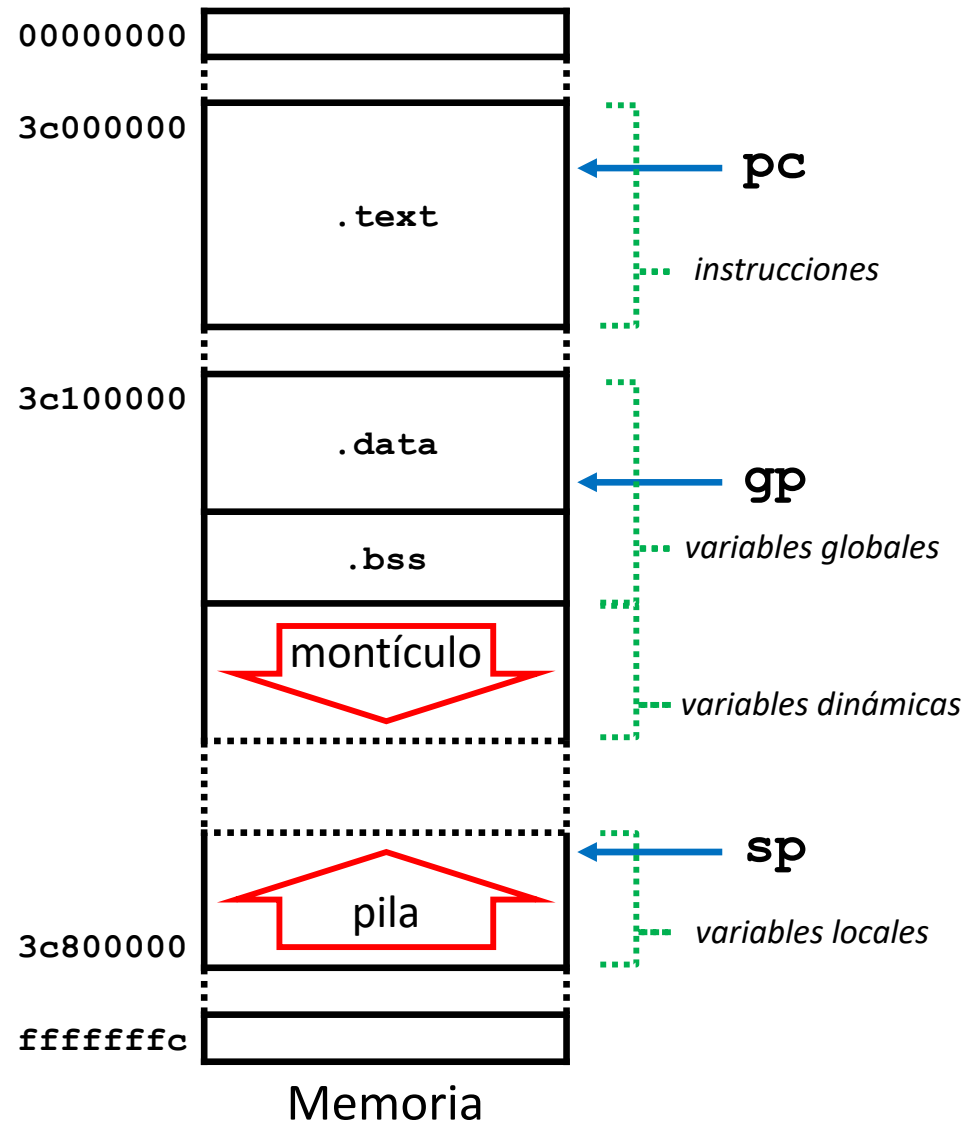 00000000
3c000000
pc
.text
instrucciones
3c100000
.data
gp
variables globales
.bss
montículo
variables dinámicas
sp
pila
variables locales
3c800000
fffffffc
Memoria